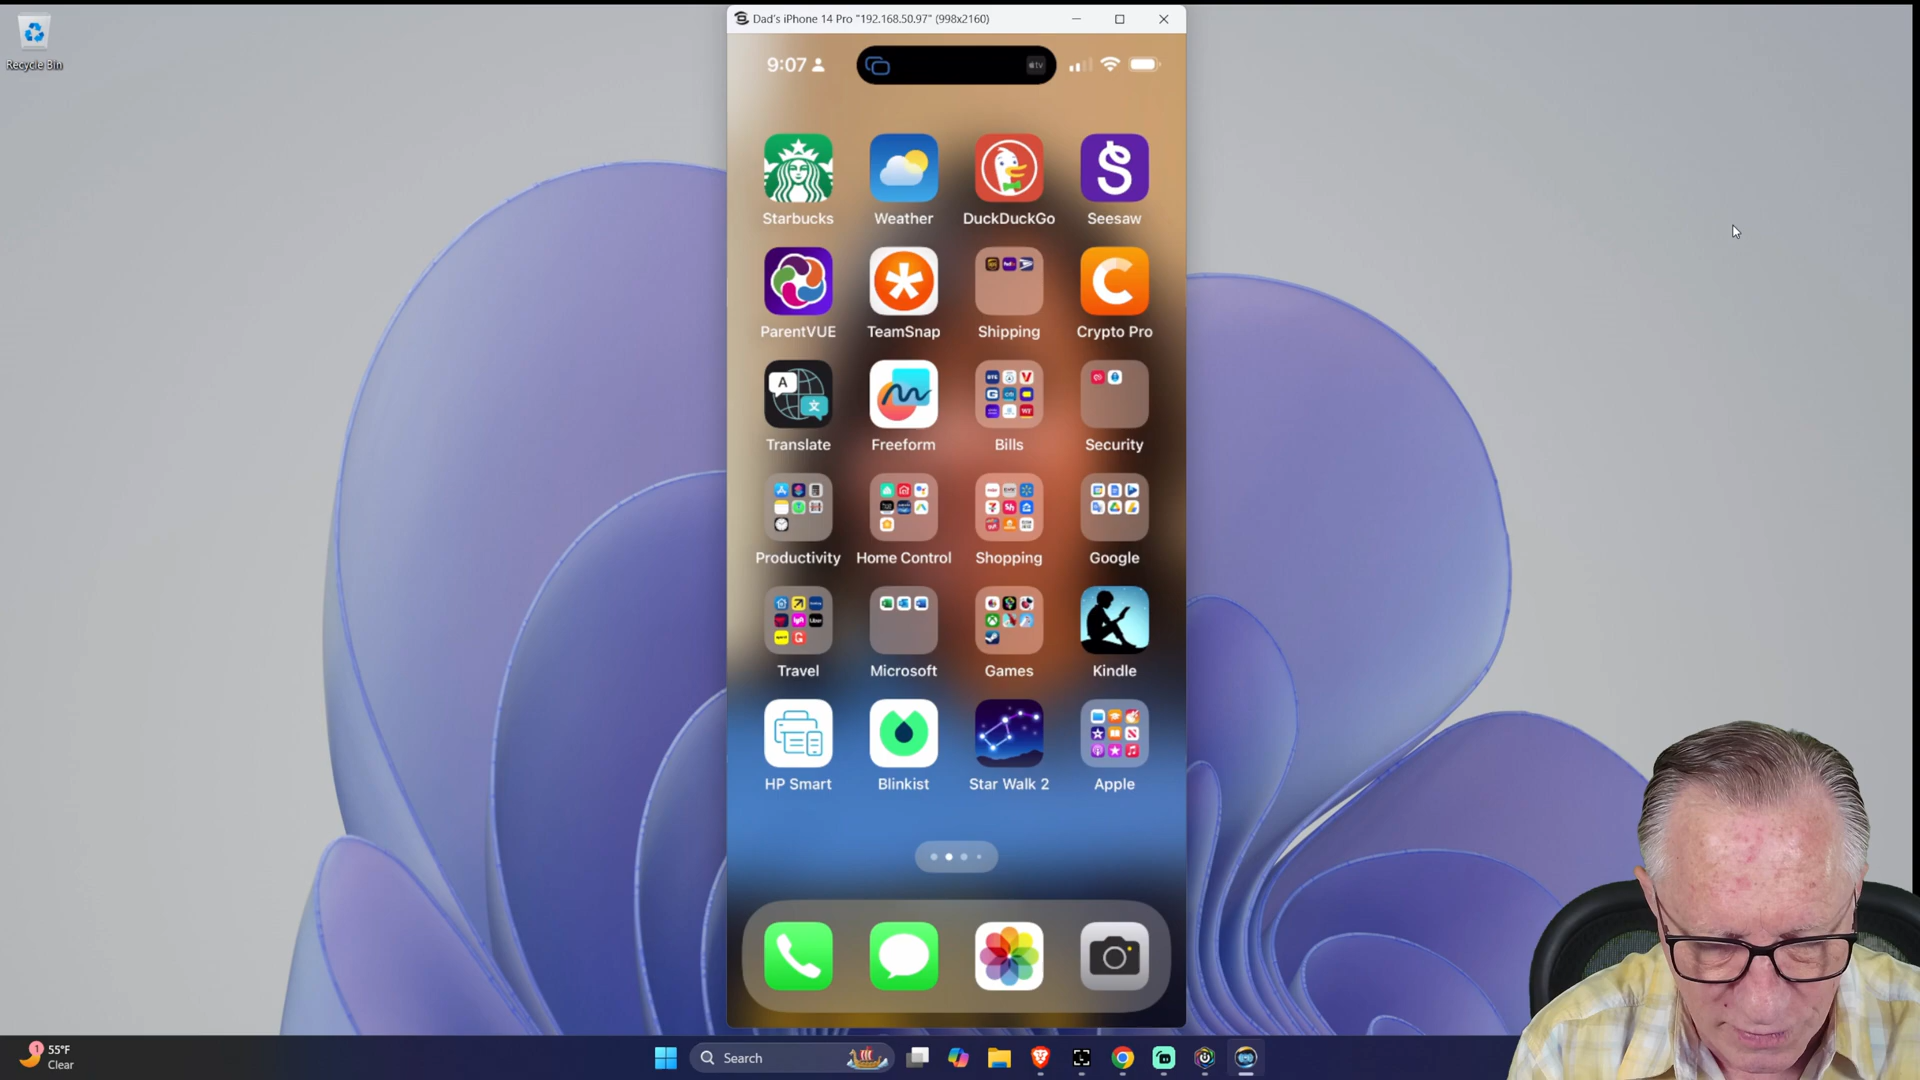 Recycle Bin
Dad's iPhone 14 Pro "192.168.50.97" (998x2160)
9:07
tv
Starbucks
Weather
DuckDuckGo
Seesaw
ParentVUE
TeamSnap
Shipping
Crypto Pro
Translate
Freeform
Bills
Security
Productivity
Home Control
Shopping
Google
Travel
Microsoft
Games
Kindle
HP Smart
Blinkist
Star Walk 2
Apple
1
55°F
Clear
Search